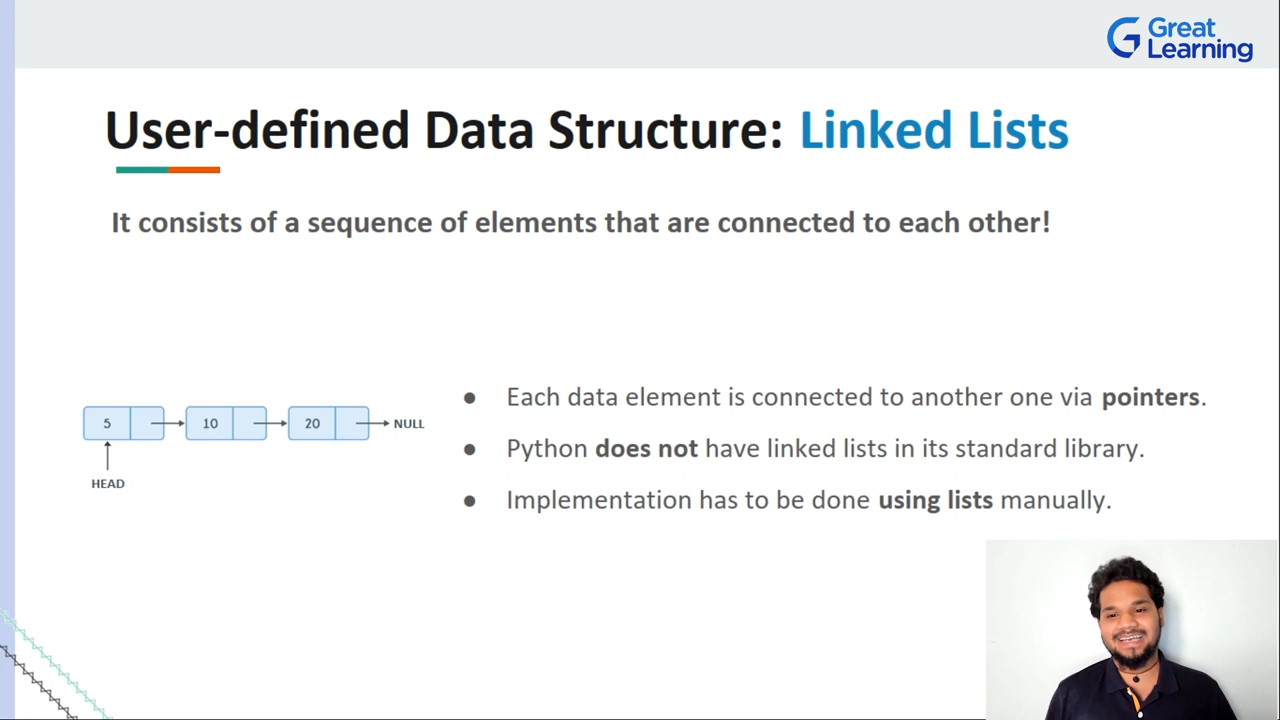 Great
Learning
User-defined Data Structure: Linked Lists
It consists of a sequence of elements that are connected to each other!
5
10
20
NULL
HEAD
● Each data element is connected to another one via pointers.
● Python does not have linked lists in its standard library.
● Implementation has to be done using lists manually.